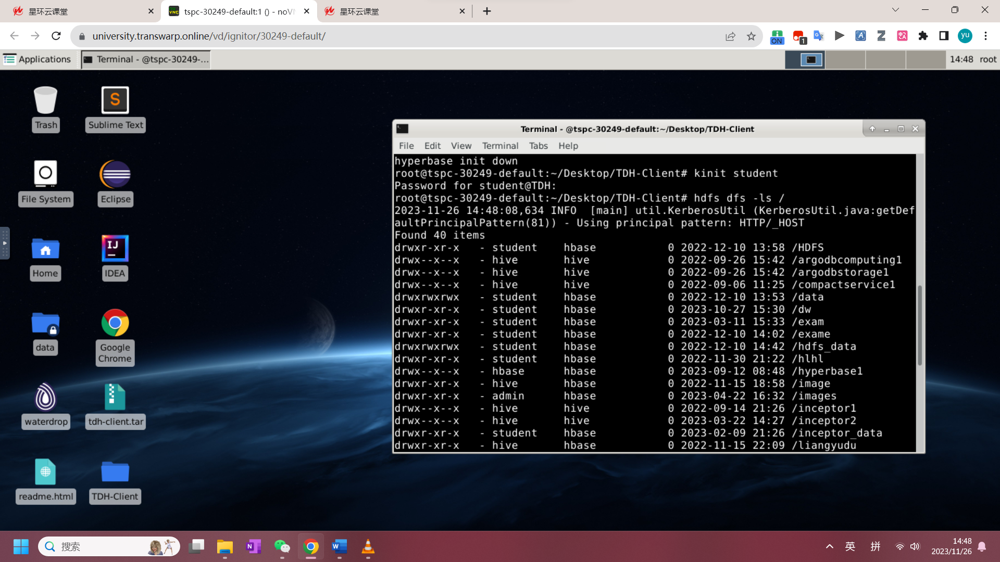 星环云课堂
tspc-30249-default:1 () - noVN
星环云课堂
university.transwarp.online/vd/ignitor/30249-default/
ON
1
yu
Applications
Terminal - @tspc-30249-...
14:48 root
Trash
Sublime Text
File System
Eclipse
Home
IDEA
data
Google
Chrome
waterdrop
tdh-client.tar
readme.html
TDH-Client
Terminal - @tspc-30249-default:~/Desktop/TDH-Client
File Edit View Terminal Tabs Help
hyperbase init down
root@tspc-30249-default:~/Desktop/TDH-Client# kinit student
Password for student@TDH:
root@tspc-30249-default:~/Desktop/TDH-Client# hdfs dfs -ls /
2023-11-26 14:48:08,634 INFO  [main] util.KerberosUtil (KerberosUtil.java:getDef
aultPrincipalPattern(81)) - Using principal pattern: HTTP/_HOST
Found 40 items
drwxr-xr-x   - student    hbase           0 2022-12-10 13:58 /HDFS
drwx--x--x   - hive       hive            0 2022-09-26 15:42 /argodbcomputing1
drwx--x--x   - hive       hive            0 2022-09-26 15:42 /argodbstorage1
drwx--x--x   - hive       hive            0 2022-09-06 11:25 /compactservice1
drwxrwxrwx   - student    hbase           0 2022-12-10 13:53 /data
drwxr-xr-x   - student    hbase           0 2023-10-27 15:30 /dw
drwxr-xr-x   - student    hbase           0 2023-03-11 15:33 /exam
drwxr-xr-x   - student    hbase           0 2022-12-10 14:02 /exame
drwxrwxrwx   - student    hbase           0 2022-12-10 14:42 /hdfs_data
drwxr-xr-x   - student    hbase           0 2022-11-30 21:22 /hlhl
drwx--x--x   - hbase      hbase           0 2023-09-12 08:48 /hyperbase1
drwxr-xr-x   - hive       hbase           0 2022-11-15 18:58 /image
drwxr-xr-x   - admin      hbase           0 2023-04-22 16:32 /images
drwx--x--x   - hive       hive            0 2022-09-14 21:26 /inceptor1
drwx--x--x   - hive       hive            0 2023-03-22 14:27 /inceptor2
drwxr-xr-x   - student    hbase           0 2023-02-09 21:26 /inceptor_data
drwxr-xr-x   - hive       hbase           0 2022-11-15 22:09 /liangyudu
搜索
英 拼
14:48
2023/11/26